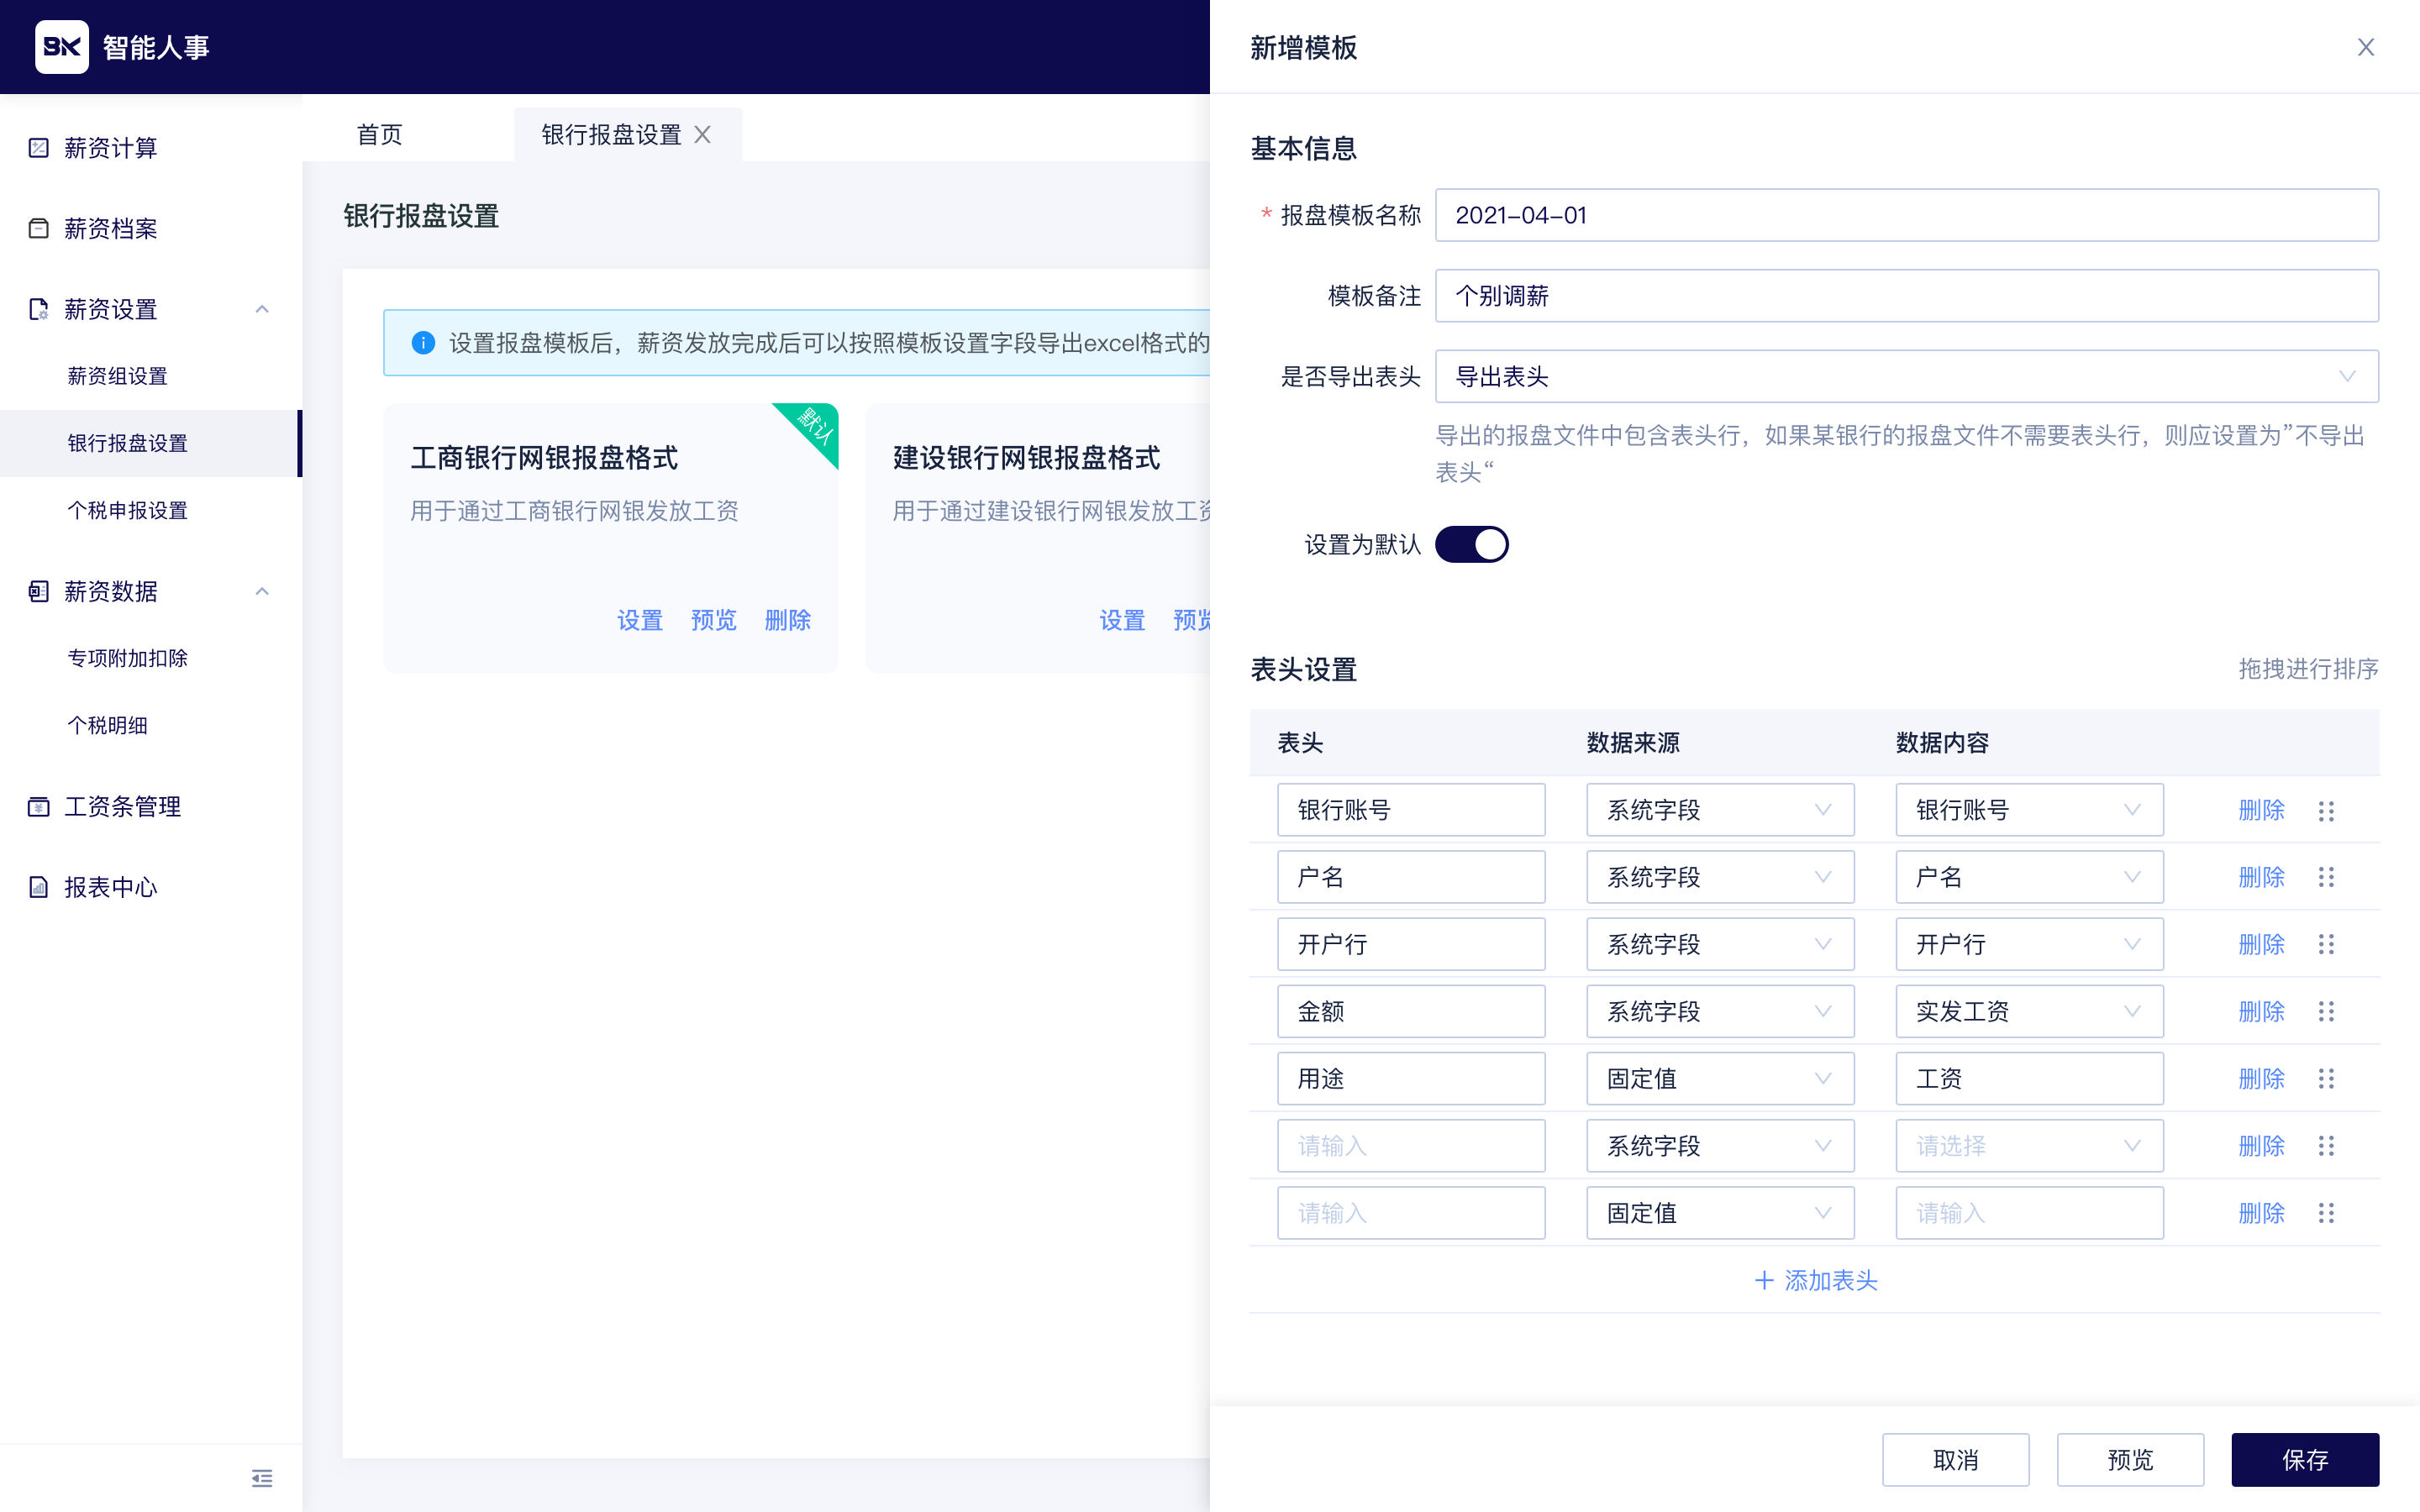 BK 智能人事
薪资计算
薪资档案
薪资设置
薪资组设置
银行报盘设置
个税申报设置
薪资数据
专项附加扣除
个税明细
工资条管理
报表中心
首页
银行报盘设置
银行报盘设置
设置报盘模板后，薪资发放完成后可以按照模板设置字段导出excel格式的
默认
工商银行网银报盘格式
用于通过工商银行网银发放工资
设置 预览 删除
建设银行网银报盘格式
用于通过建设银行网银发放工资
设置 预览
新增模板
基本信息
* 报盘模板名称 2021-04-01
模板备注 个别调薪
是否导出表头 导出表头
导出的报盘文件中包含表头行，如果某银行的报盘文件不需要表头行，则应设置为”不导出
表头“
设置为默认
表头设置 拖拽进行排序
表头 数据来源 数据内容
银行账号 系统字段 银行账号 删除
户名 系统字段 户名 删除
开户行 系统字段 开户行 删除
金额 系统字段 实发工资 删除
用途 固定值 工资 删除
请输入 系统字段 请选择 删除
请输入 固定值 请输入 删除
+ 添加表头
取消 预览 保存